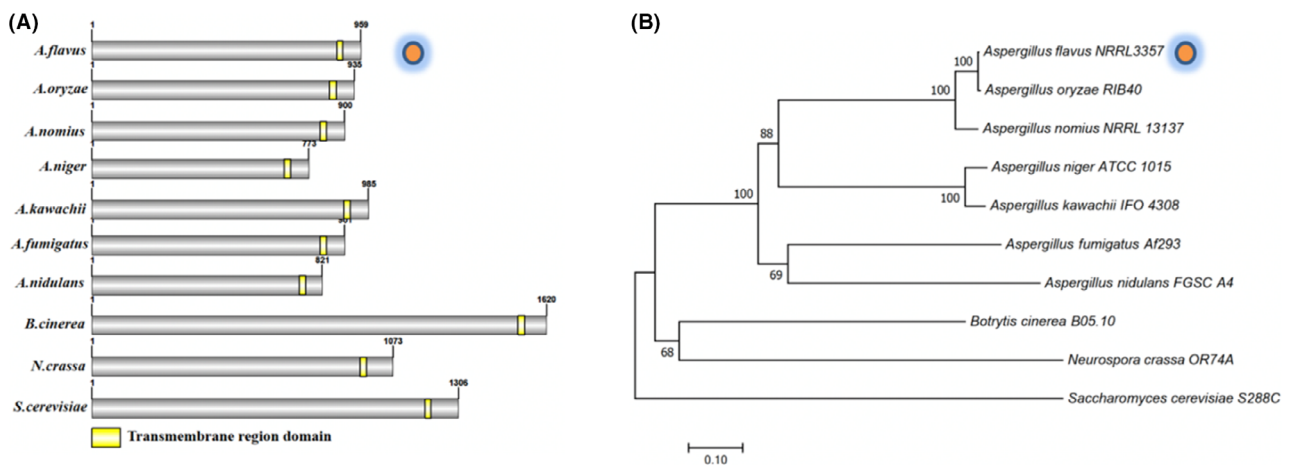 (A)
1 959
A.flavus
1 935
A.oryzae
1 900
A.nomius
1 773
A.niger
1 985
A.kawachii
1
A.fumigatus
1 821
A.nidulans
1 1620
B.cinerea
1 1073
N.crassa
1 1306
S.cerevisiae
Transmembrane region domain
(B)
Aspergillus flavus NRRL3357
100
Aspergillus oryzae RIB40
100
Aspergillus nomius NRRL 13137
88
Aspergillus niger ATCC 1015
100
100
Aspergillus kawachii IFO 4308
Aspergillus fumigatus Af293
69
Aspergillus nidulans FGSC A4
Botrytis cinerea B05.10
68
Neurospora crassa OR74A
Saccharomyces cerevisiae S288C
0.10